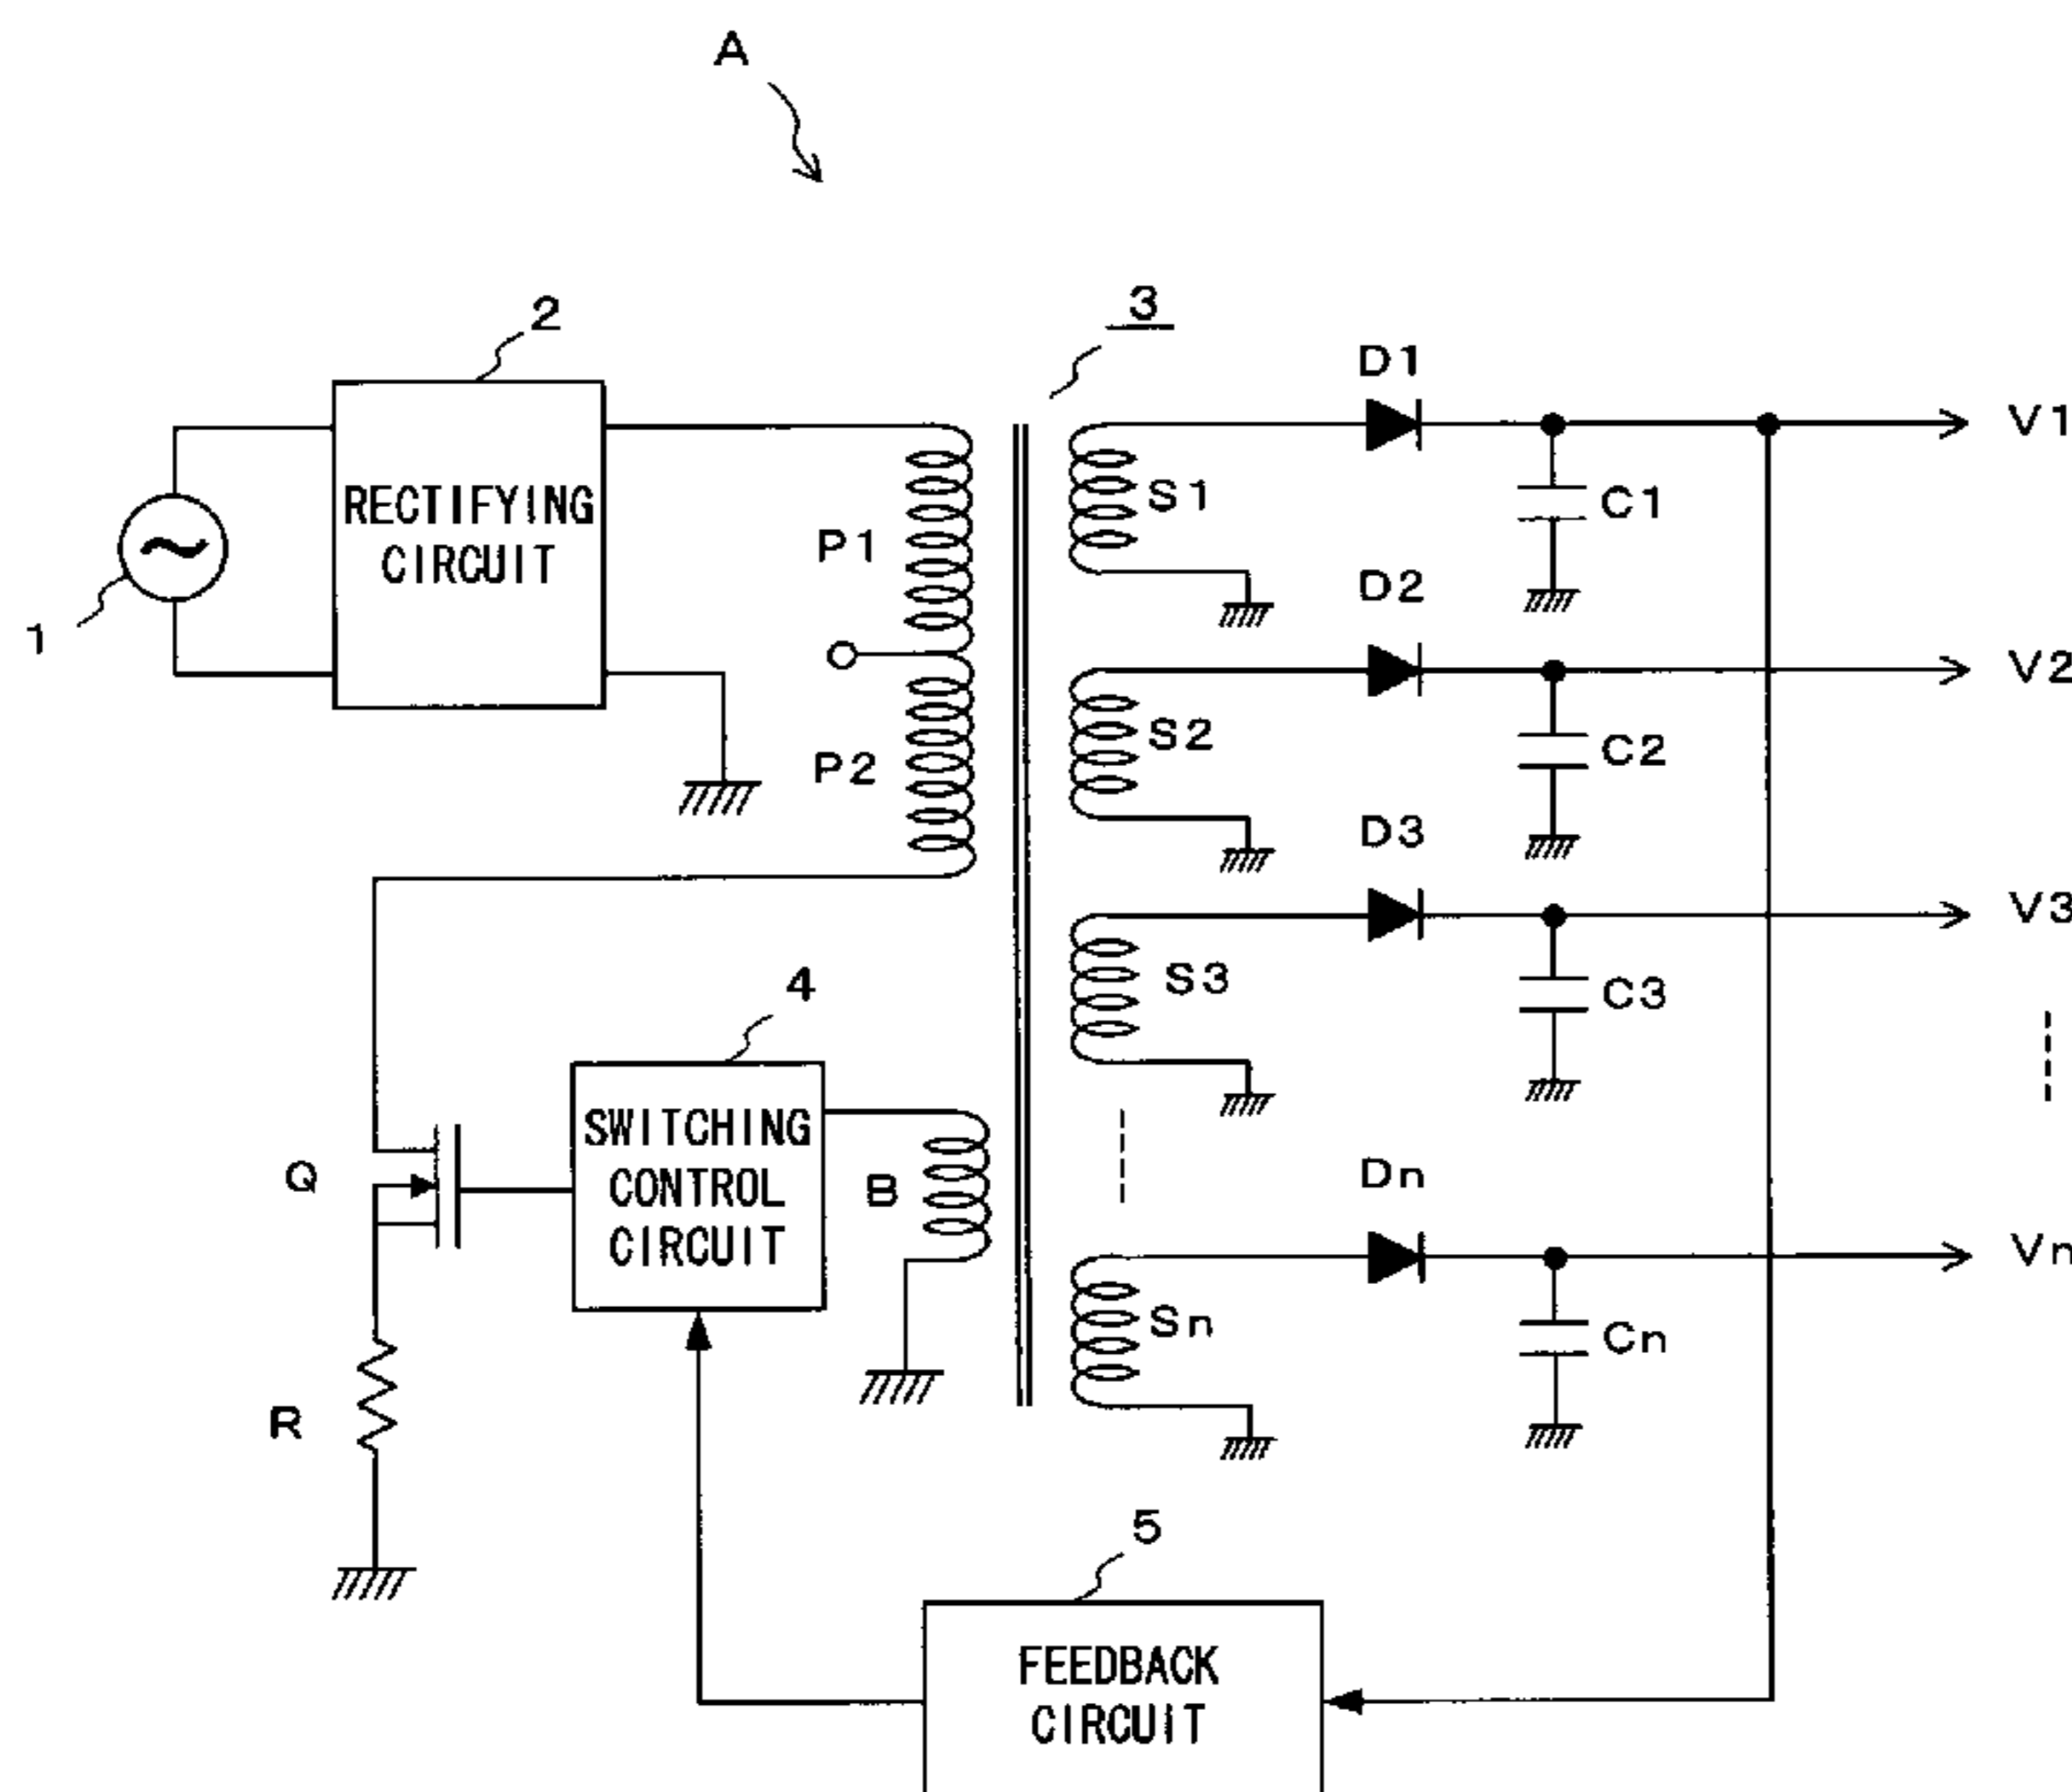 A
2
3
D1
V1
RECTIFYING
CIRCUIT
P1
S1
C1
1
D2
V2
P2
S2
C2
D3
V3
S3
C3
4
SWITCHING
CONTROL
CIRCUIT
Q
B
Dn
Vn
Sn
Cn
R
5
FEEDBACK
CIRCUIT